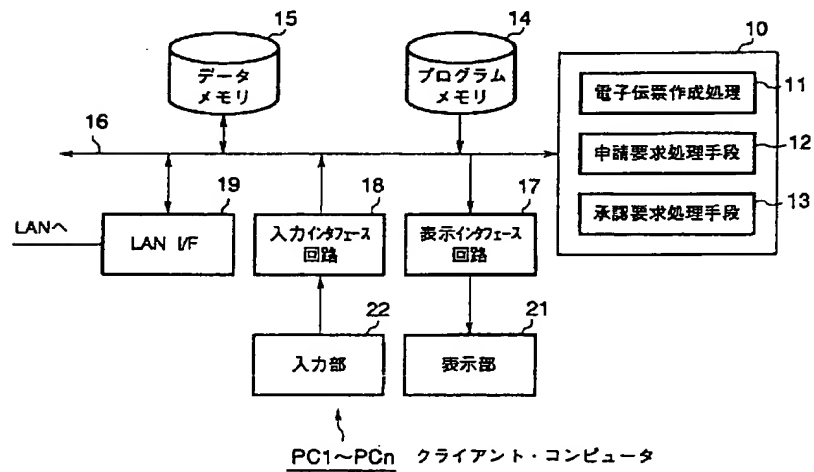 15
14
10
データ
メモリ
プログラム
メモリ
電子伝票作成処理
11
申請要求処理手段
12
承認要求処理手段
13
16
19
18
17
LANへ
LAN I/F
入力インタフェース
回路
表示インタフェース
回路
22
21
入力部
表示部
PC1～PCn クライアント・コンピュータ